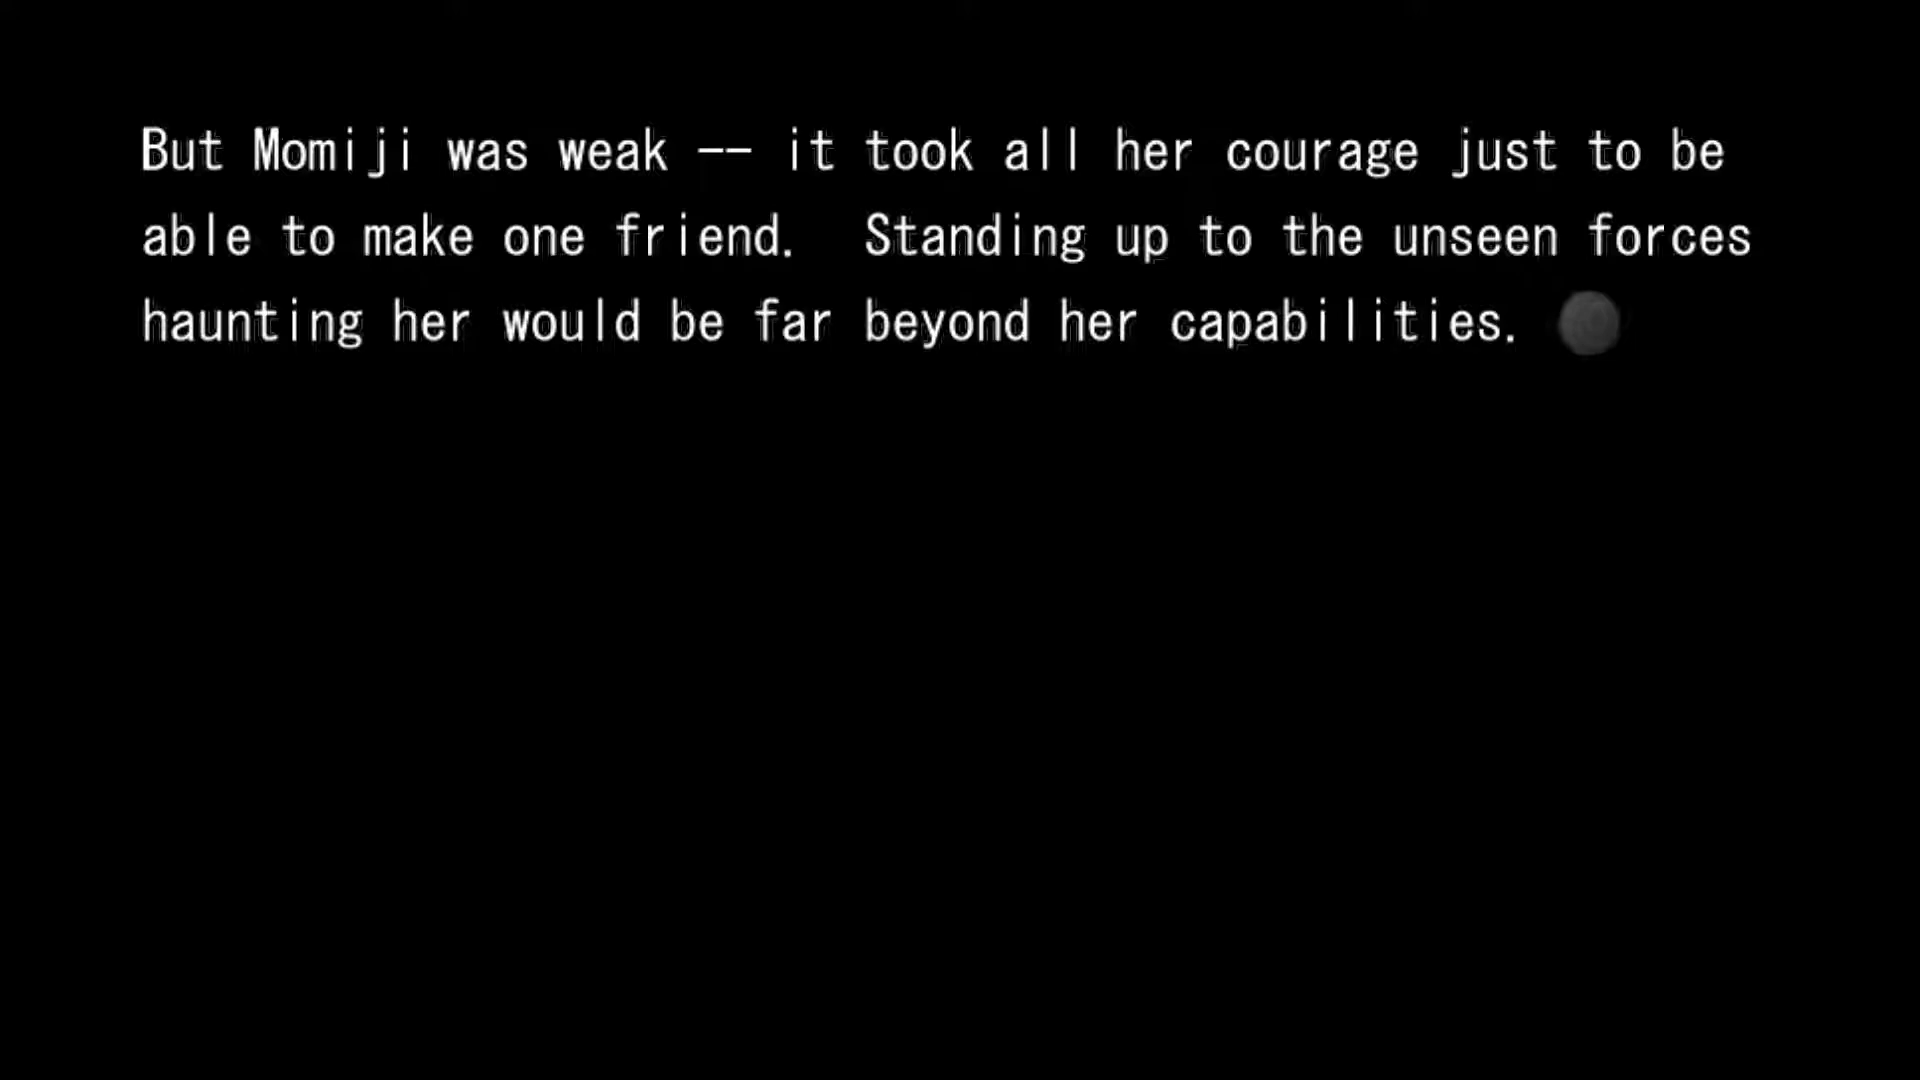 But Momiji was weak -- it took all her courage just to be
able to make one friend.  Standing up to the unseen forces
haunting her would be far beyond her capabilities.